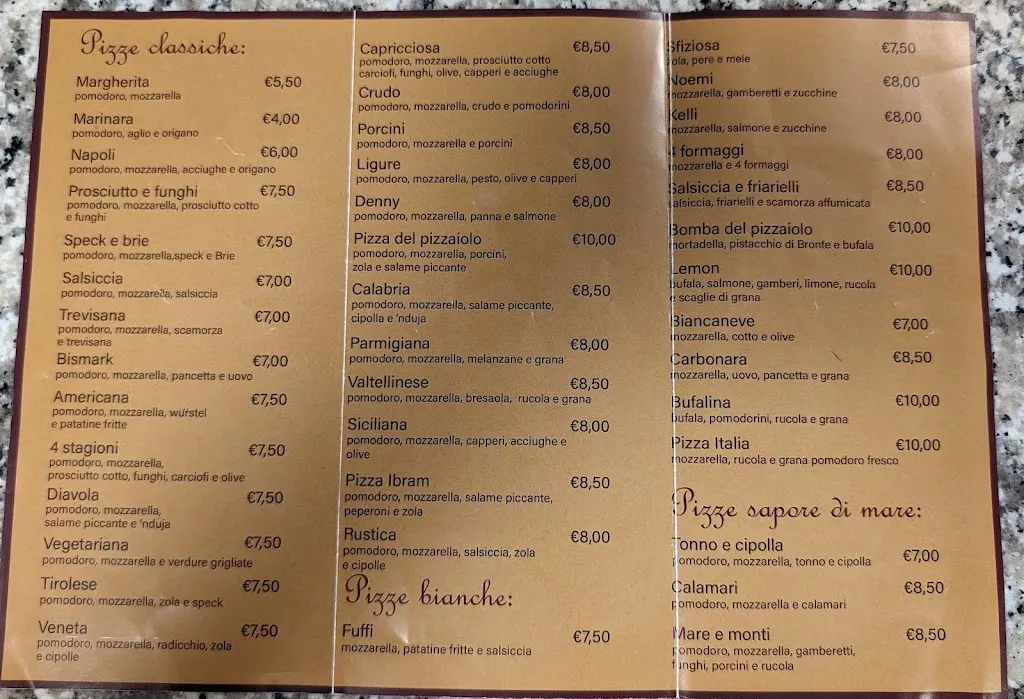 Pizze classiche:
Margherita €5,50
pomodoro, mozzarella
Marinara €4,00
pomodoro, aglio e origano
Napoli €6,00
pomodoro, mozzarella, acciughe e origano
Prosciutto e funghi €7,50
pomodoro, mozzarella, prosciutto cotto
e funghi
Speck e brie €7,50
pomodoro, mozzarella,speck e Brie
Salsiccia €7,00
pomodoro, mozzarella, salsiccia
Trevisana €7,00
pomodoro, mozzarella, scamorza
e trevisana
Bismark €7,00
pomodoro, mozzarella, pancetta e uovo
Americana €7,50
pomodoro, mozzarella, wurstel
e patatine fritte
4 stagioni €7,50
pomodoro, mozzarella,
prosciutto cotto, funghi, carciofi e olive
Diavola €7,50
pomodoro, mozzarella,
salame piccante e 'nduja
Vegetariana €7,50
pomodoro, mozzarella e verdure grigliate
Tirolese €7,50
pomodoro, mozzarella, zola e speck
Veneta €7,50
pomodoro, mozzarella, radicchio, zola
e cipolle
Capricciosa €8,50
pomodoro, mozzarella, prosciutto cotto
carciofi, funghi, olive, capperi e acciughe
Crudo €8,00
pomodoro, mozzarella, crudo e pomodorini
Porcini €8,50
pomodoro, mozzarella e porcini
Ligure €8,00
pomodoro, mozzarella, pesto, olive e capperi
Denny €8,00
pomodoro, mozzarella, panna e salmone
Pizza del pizzaiolo €10,00
pomodoro, mozzarella, porcini,
zola e salame piccante
Calabria €8,50
pomodoro, mozzarella, salame piccante,
cipolla e 'nduja
Parmigiana €8,00
pomodoro, mozzarella, melanzane e grana
Valtellinese €8,50
pomodoro, mozzarella, bresaola, rucola e grana
Siciliana €8,00
pomodoro, mozzarella, capperi, acciughe e
olive
Pizza Ibram €8,50
pomodoro, mozzarella, salame piccante,
peperoni e zola
Rustica €8,00
pomodoro, mozzarella, salsiccia, zola
e cipolle
Pizze bianche:
Fuffi €7,50
mozzarella, patatine fritte e salsiccia
Sfiziosa €7,50
zola, pere e mele
Noemi €8,00
mozzarella, gamberetti e zucchine
Kelli €8,00
mozzarella, salmone e zucchine
4 formaggi €8,00
mozzarella e 4 formaggi
Salsiccia e friarielli €8,50
salsiccia, friarielli e scamorza affumicata
Bomba del pizzaiolo €10,00
mortadella, pistacchio di Bronte e bufala
Lemon €10,00
bufala, salmone, gamberi, limone, rucola
e scaglie di grana
Biancaneve €7,00
mozzarella, cotto e olive
Carbonara €8,50
mozzarella, uovo, pancetta e grana
Bufalina €10,00
bufala, pomodorini, rucola e grana
Pizza Italia €10,00
mozzarella, rucola e grana pomodoro fresco
Pizze sapore di mare:
Tonno e cipolla €7,00
pomodoro, mozzarella, tonno e cipolla
Calamari €8,50
pomodoro, mozzarella e calamari
Mare e monti €8,50
pomodoro, mozzarella, gamberetti,
funghi, porcini e rucola